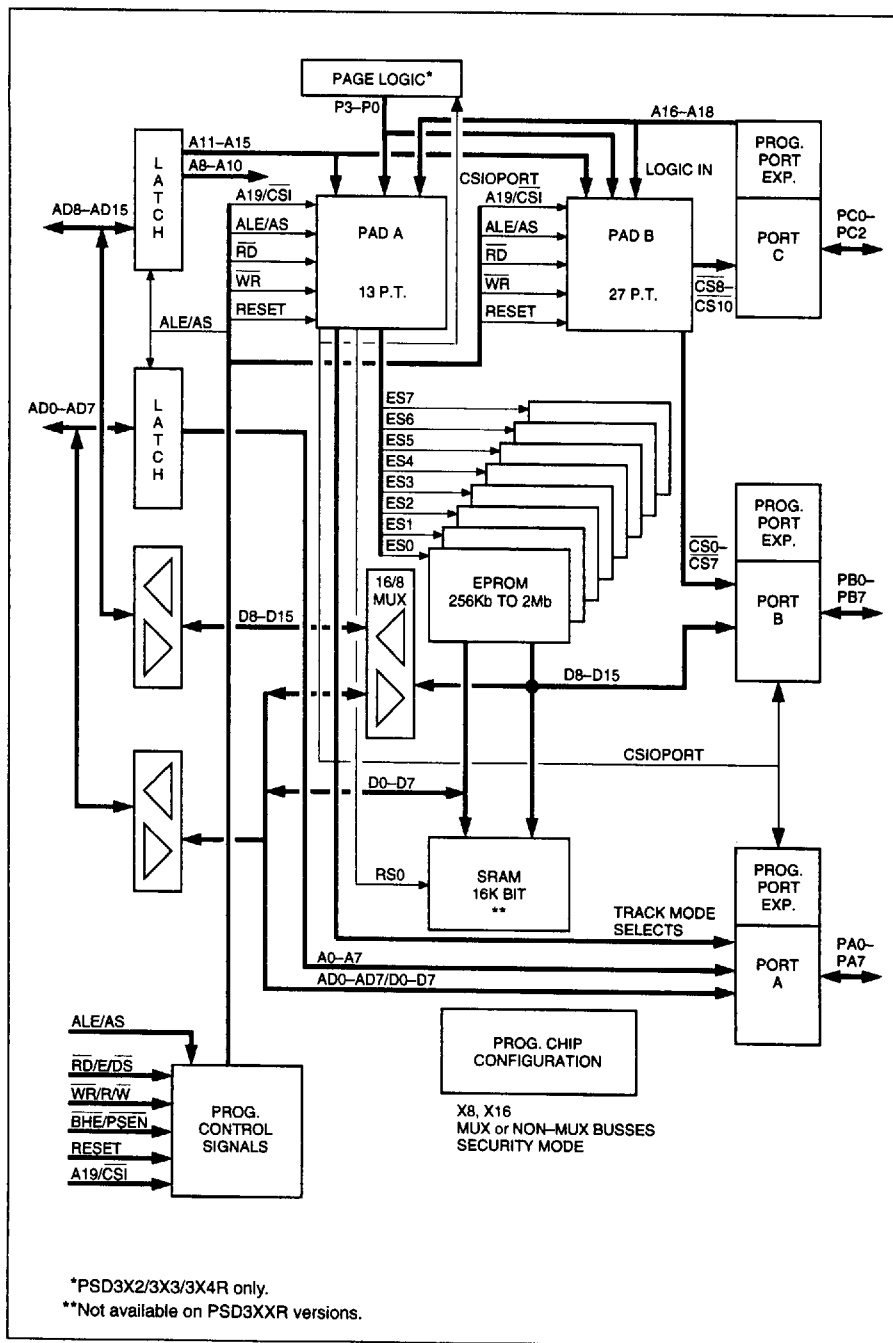 PAGE LOGIC*
P3–P0
A16–A18
A11–A15
A8–A10
LATCH
AD8–AD15
CSIOPORT
LOGIC IN
PROG.
PORT
EXP.
PORT
C
PC0–
PC2
A19/CSI
ALE/AS
RD
WR
RESET
PAD A
13 P.T.
A19/CSI
ALE/AS
RD
WR
RESET
PAD B
27 P.T.
CS8–
CS10
ALE/AS
AD0–AD7
LATCH
ES7
ES6
ES5
ES4
ES3
ES2
ES1
ES0
EPROM
256Kb TO 2Mb
16/8
MUX
D8–D15
CS0–
CS7
PROG.
PORT
EXP.
PORT
B
PB0–
PB7
D8–D15
CSIOPORT
D0–D7
RS0
SRAM
16K BIT
**
TRACK MODE
SELECTS
PROG.
PORT
EXP.
PORT
A
PA0–
PA7
A0–A7
AD0–AD7/D0–D7
ALE/AS
RD/E/DS
WR/R/W
BHE/PSEN
RESET
A19/CSI
PROG.
CONTROL
SIGNALS
PROG. CHIP
CONFIGURATION
X8, X16
MUX or NON–MUX BUSSES
SECURITY MODE
*PSD3X2/3X3/3X4R only.
**Not available on PSD3XXR versions.